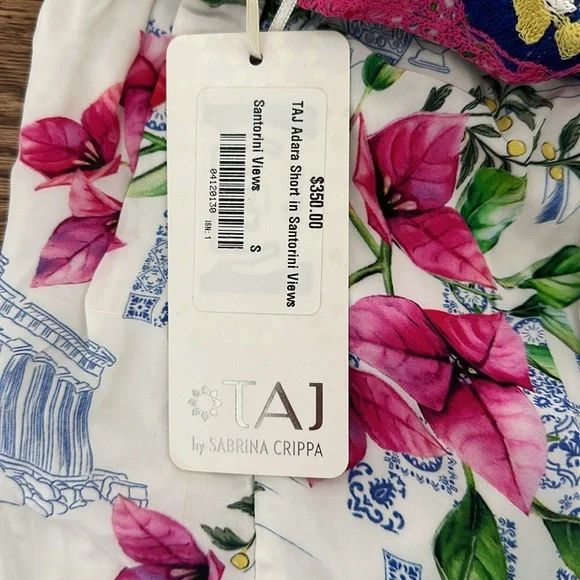 $350.00
TAJ Adara Short in Santorini Views
Santorini Views S
04120130 ISN: 1
S
TAJ
by SABRINA CRIPPA